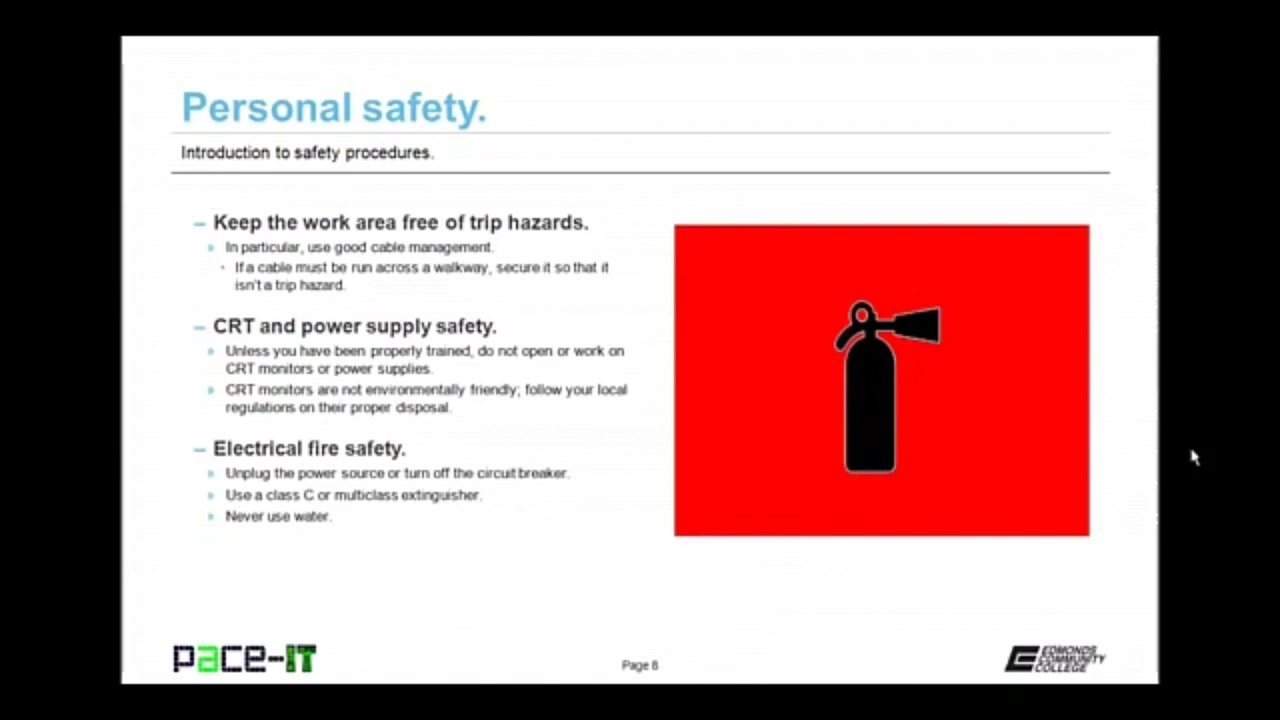 Personal safety.
Introduction to safety procedures.
– Keep the work area free of trip hazards.
» In particular, use good cable management.
• If a cable must be run across a walkway, secure it so that it
isn't a trip hazard.
– CRT and power supply safety.
» Unless you have been properly trained, do not open or work on
CRT monitors or power supplies.
» CRT monitors are not environmentally friendly; follow your local
regulations on their proper disposal.
– Electrical fire safety.
» Unplug the power source or turn off the circuit breaker.
» Use a class C or multiclass extinguisher.
» Never use water.
pace-IT
Page 8
EDMONDS
COMMUNITY
COLLEGE